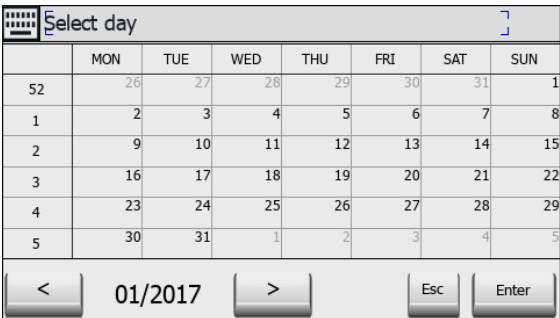 Select day
MON TUE WED THU FRI SAT SUN
52 26 27 28 29 30 31 1
1 2 3 4 5 6 7 8
2 9 10 11 12 13 14 15
3 16 17 18 19 20 21 22
4 23 24 25 26 27 28 29
5 30 31 1 2 3 4 5
< 01/2017 > Esc Enter